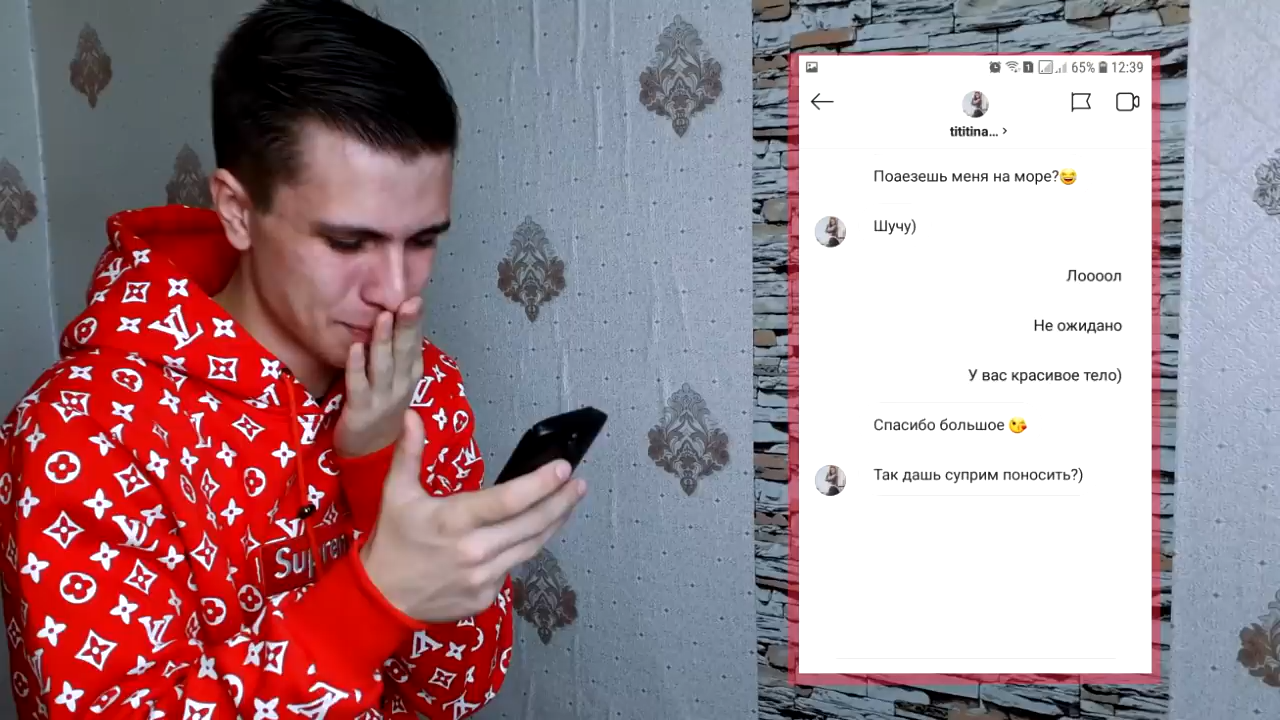 65% 12:39
tititina... >
Поаезешь меня на море?😆
Шучу)
Лоооол
Не ожидано
У вас красивое тело)
Спасибо большое 😘
Так дашь суприм поносить?)
LV